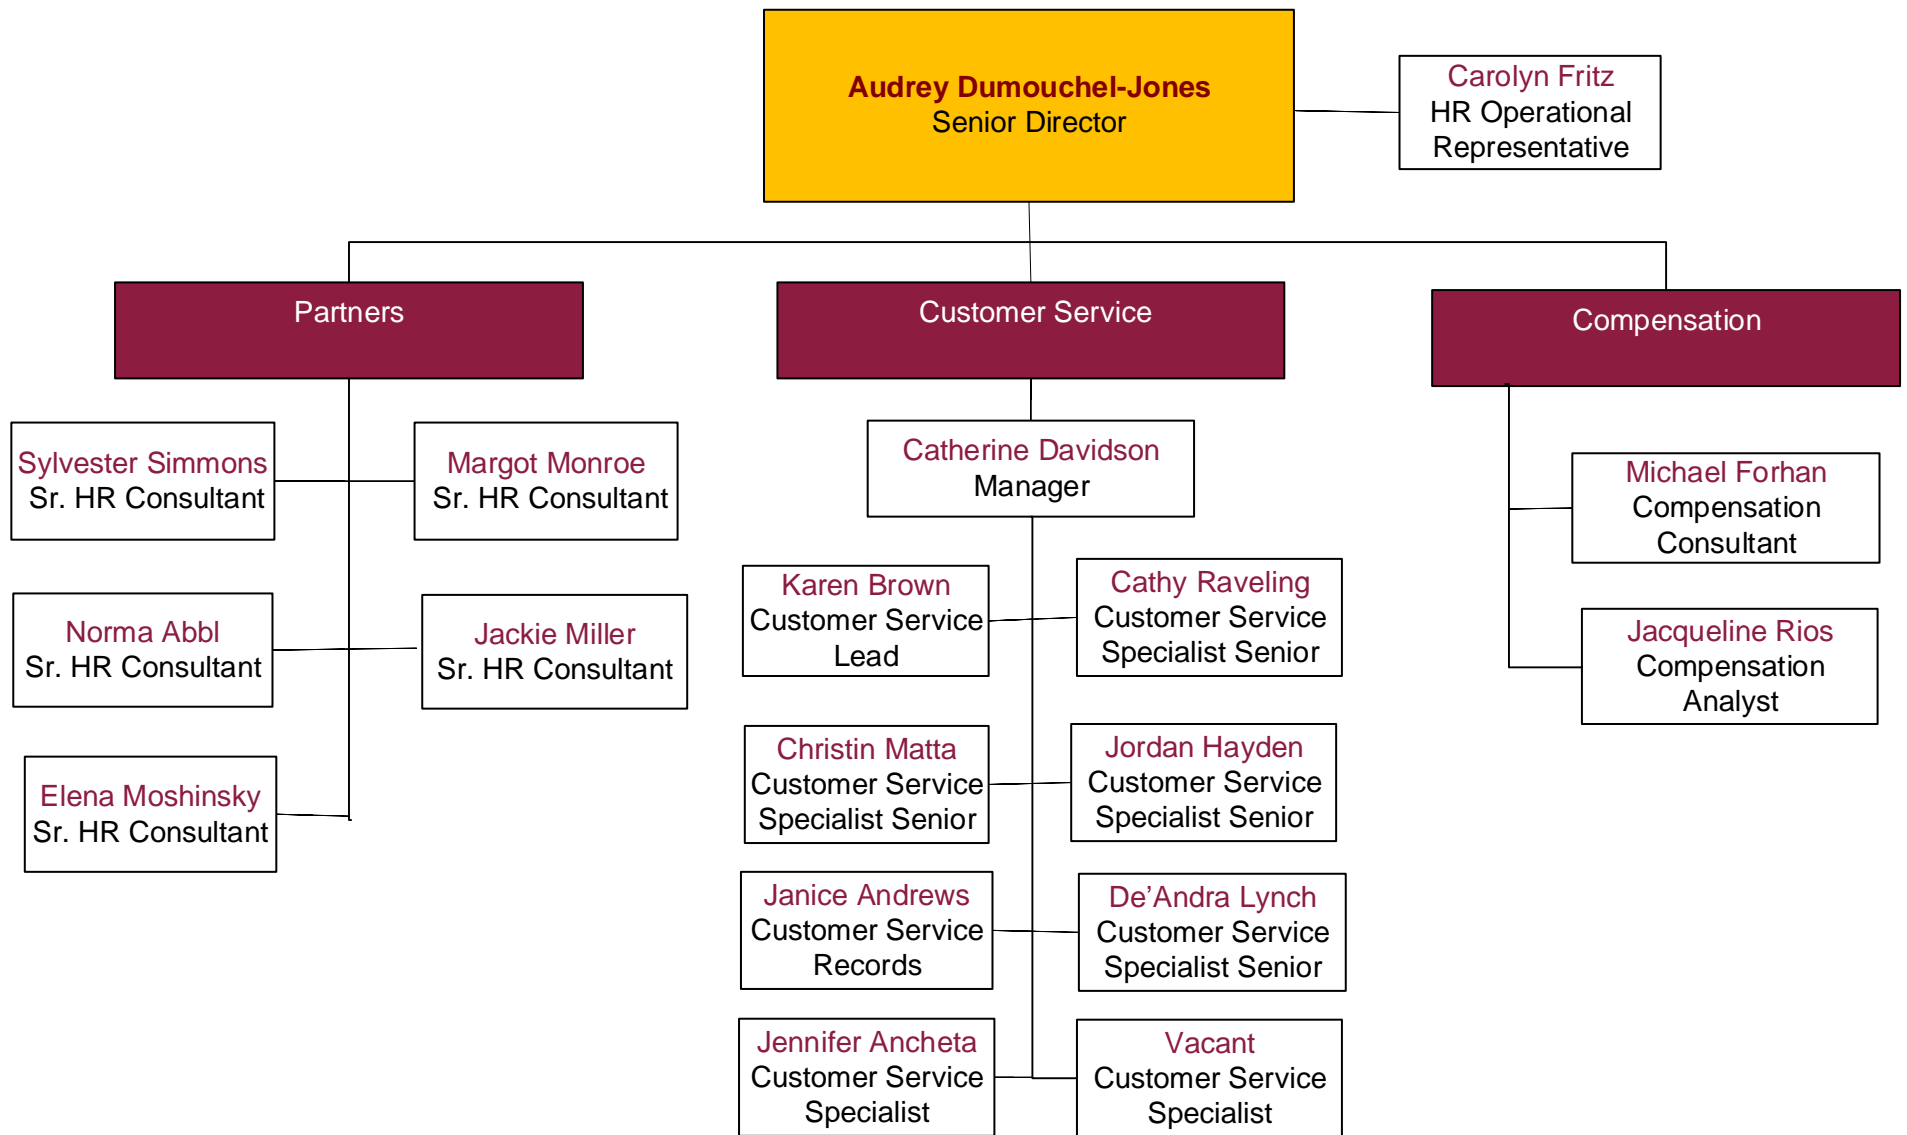 Audrey Dumouchel-Jones
Senior Director
Carolyn Fritz
HR Operational
Representative
Partners
Customer Service
Compensation
Sylvester Simmons
Sr. HR Consultant
Margot Monroe
Sr. HR Consultant
Norma Abbl
Sr. HR Consultant
Jackie Miller
Sr. HR Consultant
Elena Moshinsky
Sr. HR Consultant
Catherine Davidson
Manager
Karen Brown
Customer Service
Lead
Cathy Raveling
Customer Service
Specialist Senior
Christin Matta
Customer Service
Specialist Senior
Jordan Hayden
Customer Service
Specialist Senior
Janice Andrews
Customer Service
Records
De’Andra Lynch
Customer Service
Specialist Senior
Jennifer Ancheta
Customer Service
Specialist
Vacant
Customer Service
Specialist
Michael Forhan
Compensation
Consultant
Jacqueline Rios
Compensation
Analyst